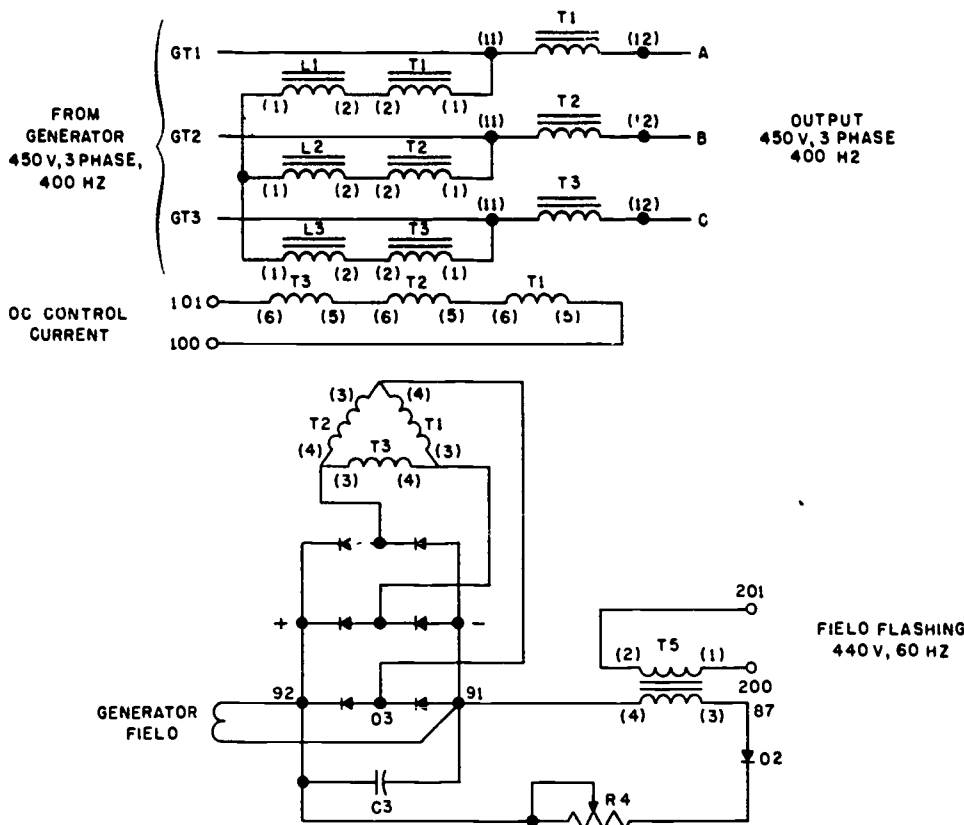 T1
(11) (12)
GT1 A
L1 T1
(1) (2) (2) (1)
FROM
GENERATOR
450 V, 3 PHASE,
400 HZ
T2
(11) (12)
GT2 B
L2 T2
(1) (2) (2) (1)
OUTPUT
450 V, 3 PHASE
400 HZ
T3
(11) (12)
GT3 C
L3 T3
(1) (2) (2) (1)
DC CONTROL
CURRENT
101
T3 T2 T1
(6) (5) (6) (5) (6) (5)
100
(3) (4)
T2 T1
(4) T3 (3)
(3) (4)
+ -
201
T5
(2) (1)
200
(4) (3)
87
FIELD FLASHING
440 V, 60 HZ
92 91
03
GENERATOR
FIELD
02
C3
R4